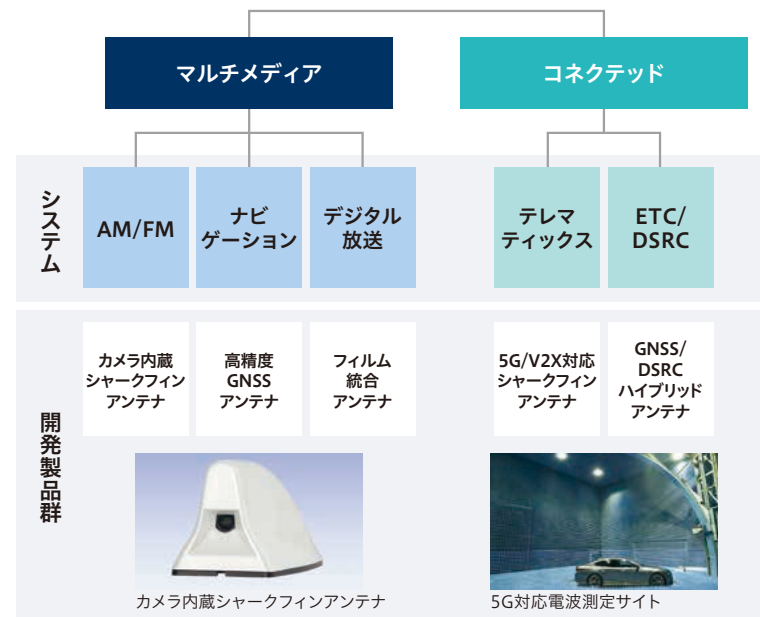 マルチメディア
コネクテッド
システム
AM/FM
ナビ
ゲーション
デジタル
放送
テレマ
ティックス
ETC/
DSRC
開発製品群
カメラ内蔵
シャークフィン
アンテナ
高精度
GNSS
アンテナ
フィルム
統合
アンテナ
5G/V2X対応
シャークフィン
アンテナ
GNSS/
DSRC
ハイブリッド
アンテナ
カメラ内蔵シャークフィンアンテナ
5G対応電波測定サイト